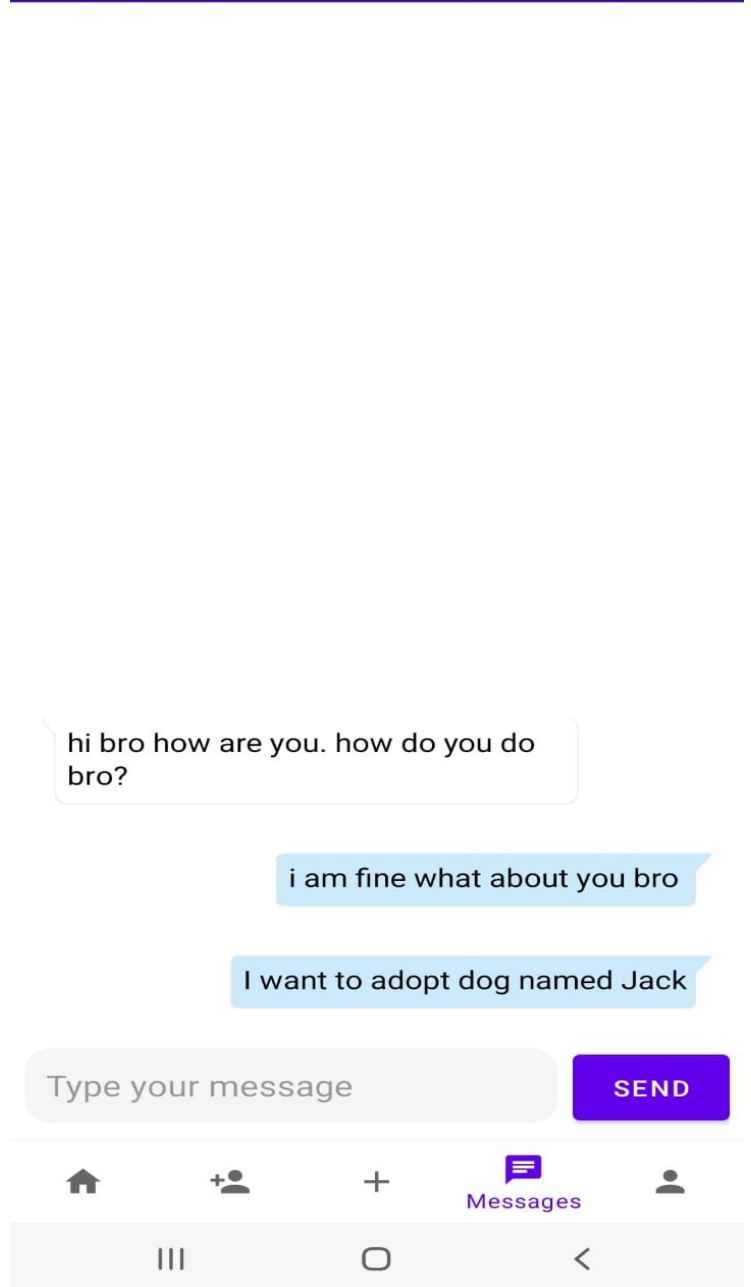 hi bro how are you. how do you do
bro?
i am fine what about you bro
I want to adopt dog named Jack
Type your message
SEND
Messages